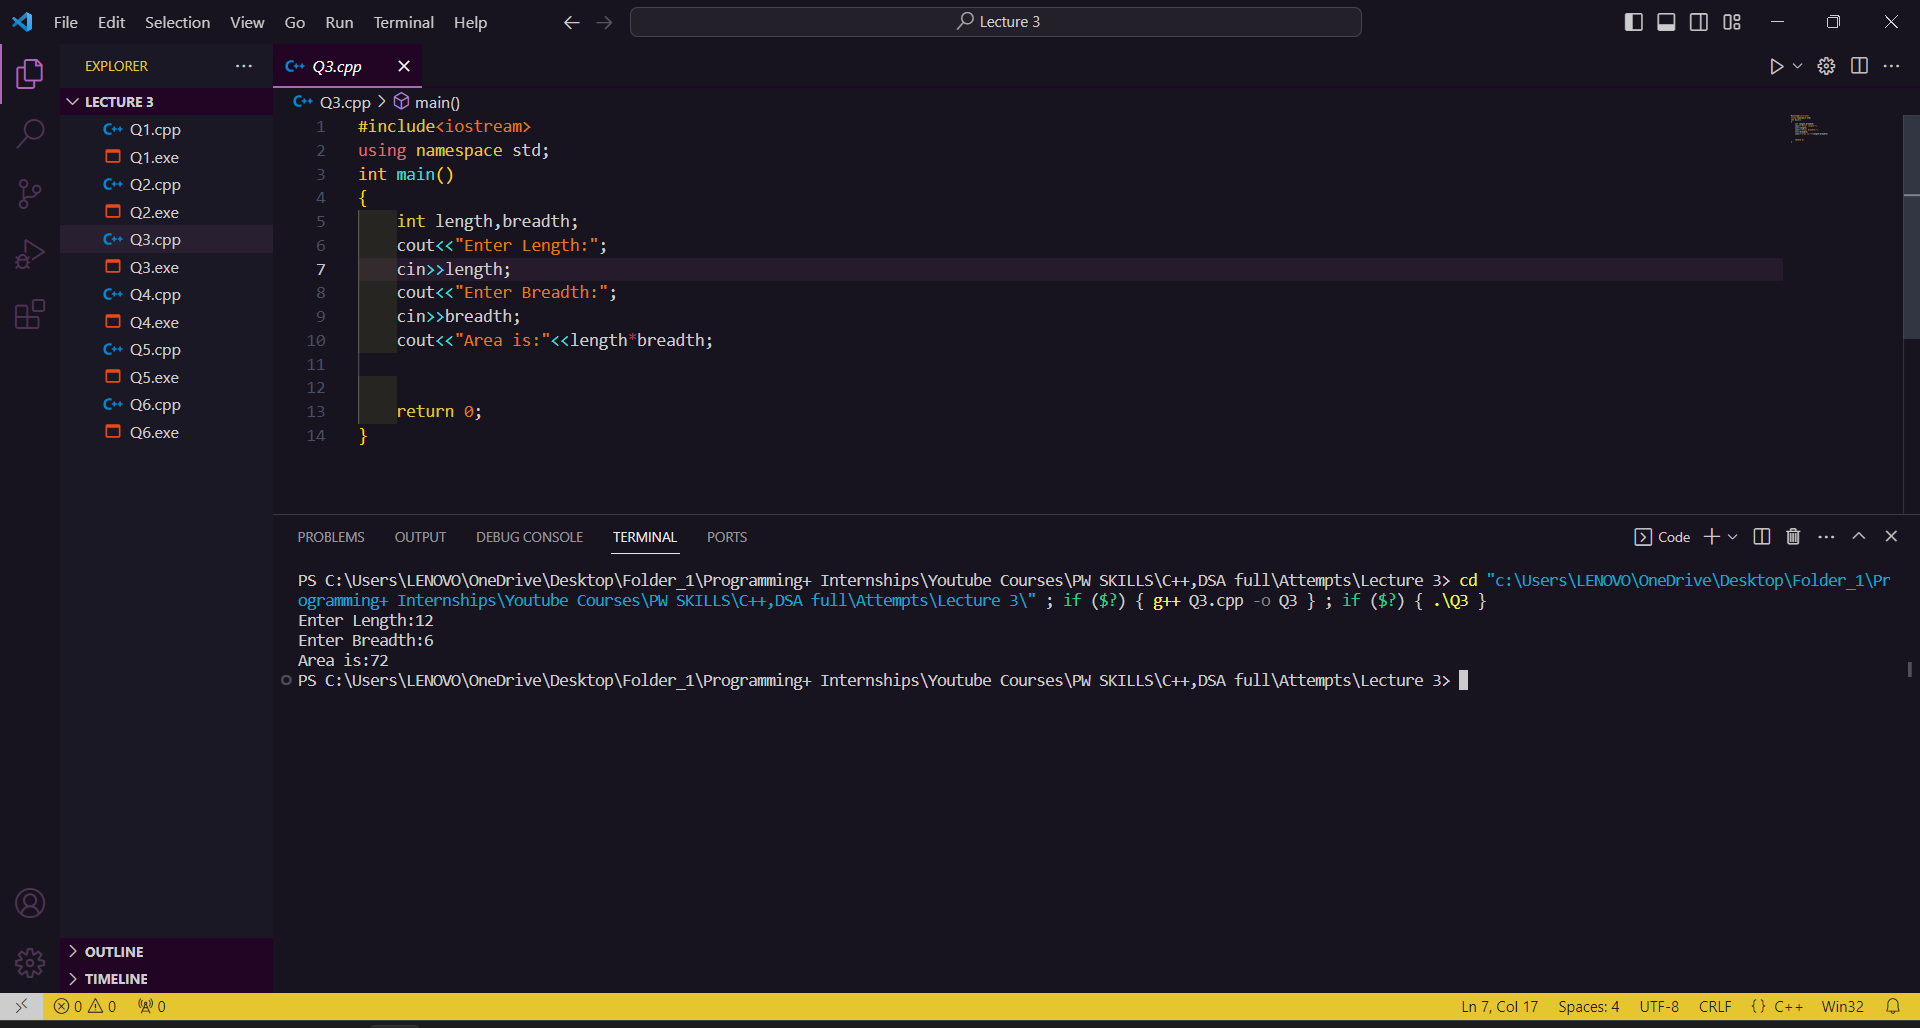 File Edit Selection View Go Run Terminal Help Lecture 3
EXPLORER
LECTURE 3
Q1.cpp
Q1.exe
Q2.cpp
Q2.exe
Q3.cpp
Q3.exe
Q4.cpp
Q4.exe
Q5.cpp
Q5.exe
Q6.cpp
Q6.exe
OUTLINE
TIMELINE
C++ Q3.cpp
C++ Q3.cpp > main()
1 #include<iostream>
2 using namespace std;
3 int main()
4 {
5 int length,breadth;
6 cout<<"Enter Length:";
7 cin>>length;
8 cout<<"Enter Breadth:";
9 cin>>breadth;
10 cout<<"Area is:"<<length*breadth;
11
12
13 return 0;
14 }
PROBLEMS OUTPUT DEBUG CONSOLE TERMINAL PORTS Code
PS C:\Users\LENOVO\OneDrive\Desktop\Folder_1\Programming+ Internships\Youtube Courses\PW SKILLS\C++,DSA full\Attempts\Lecture 3> cd "c:\Users\LENOVO\OneDrive\Desktop\Folder_1\Pr
ogramming+ Internships\Youtube Courses\PW SKILLS\C++,DSA full\Attempts\Lecture 3\" ; if ($?) { g++ Q3.cpp -o Q3 } ; if ($?) { .\Q3 }
Enter Length:12
Enter Breadth:6
Area is:72
PS C:\Users\LENOVO\OneDrive\Desktop\Folder_1\Programming+ Internships\Youtube Courses\PW SKILLS\C++,DSA full\Attempts\Lecture 3>
0 0 0 Ln 7, Col 17 Spaces: 4 UTF-8 CRLF {} C++ Win32